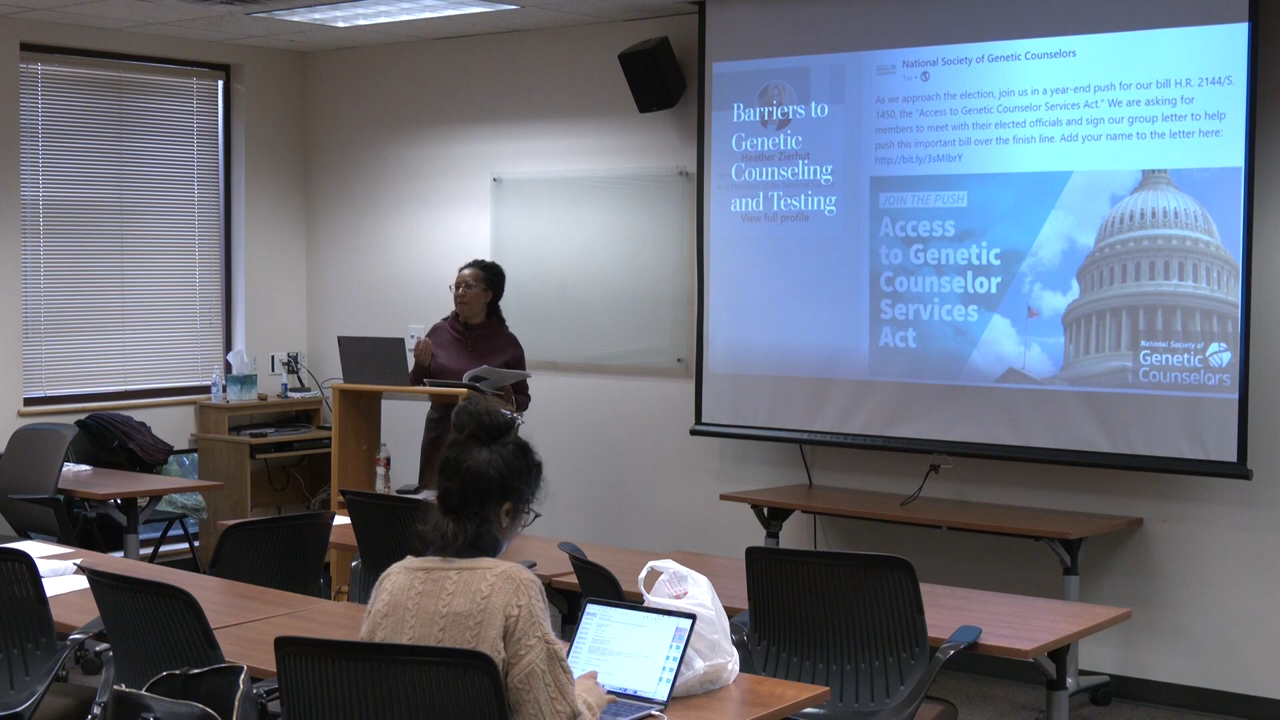 Barriers to
Genetic
Heather Zierhut
Counseling
and Testing
View full profile
National Society of Genetic Counselors
As we approach the election, join us in a year-end push for our bill H.R. 2144/S.
1450, the "Access to Genetic Counselor Services Act." We are asking for
members to meet with their elected officials and sign our group letter to help
push this important bill over the finish line. Add your name to the letter here:
http://bit.ly/3sMIbrY
JOIN THE PUSH
Access
to Genetic
Counselor
Services
Act
National Society of
Genetic
Counselors